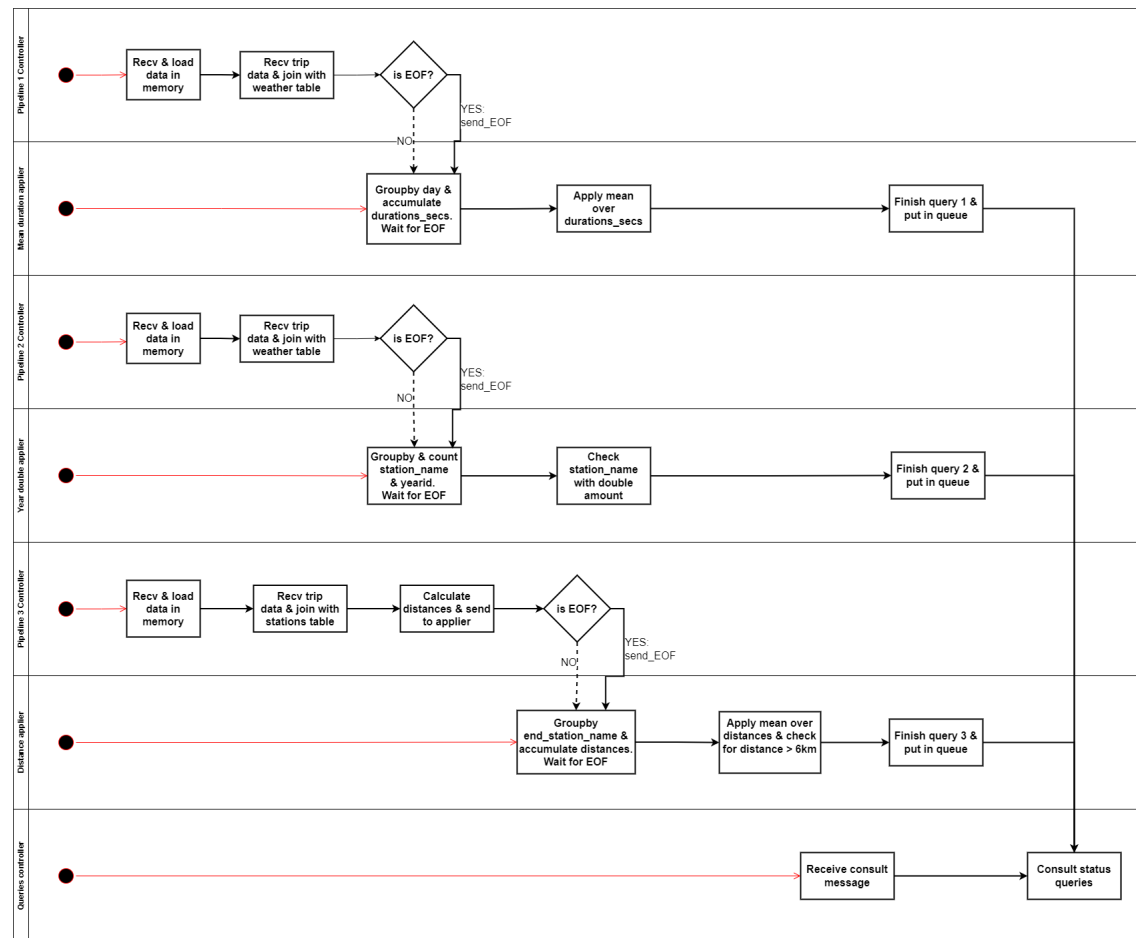 Pipeline 1 Controller
Recv & load
data in
memory
Recv trip
data & join with
weather table
is EOF?
YES:
send_EOF
NO
Mean duration applier
Groupby day &
accumulate
durations_secs.
Wait for EOF
Apply mean
over
durations_secs
Finish query 1 &
put in queue
Pipeline 2 Controller
Recv & load
data in
memory
Recv trip
data & join with
weather table
is EOF?
YES:
send_EOF
NO
Year double applier
Groupby & count
station_name
& yearid.
Wait for EOF
Check
station_name
with double
amount
Finish query 2 &
put in queue
Pipeline 3 Controller
Recv & load
data in
memory
Recv trip
data & join with
stations table
Calculate
distances & send
to applier
is EOF?
YES:
send_EOF
NO
Distance applier
Groupby
end_station_name &
accumulate distances.
Wait for EOF
Apply mean over
distances & check
for distance > 6km
Finish query 3 &
put in queue
Queries controller
Receive consult
message
Consult status
queries